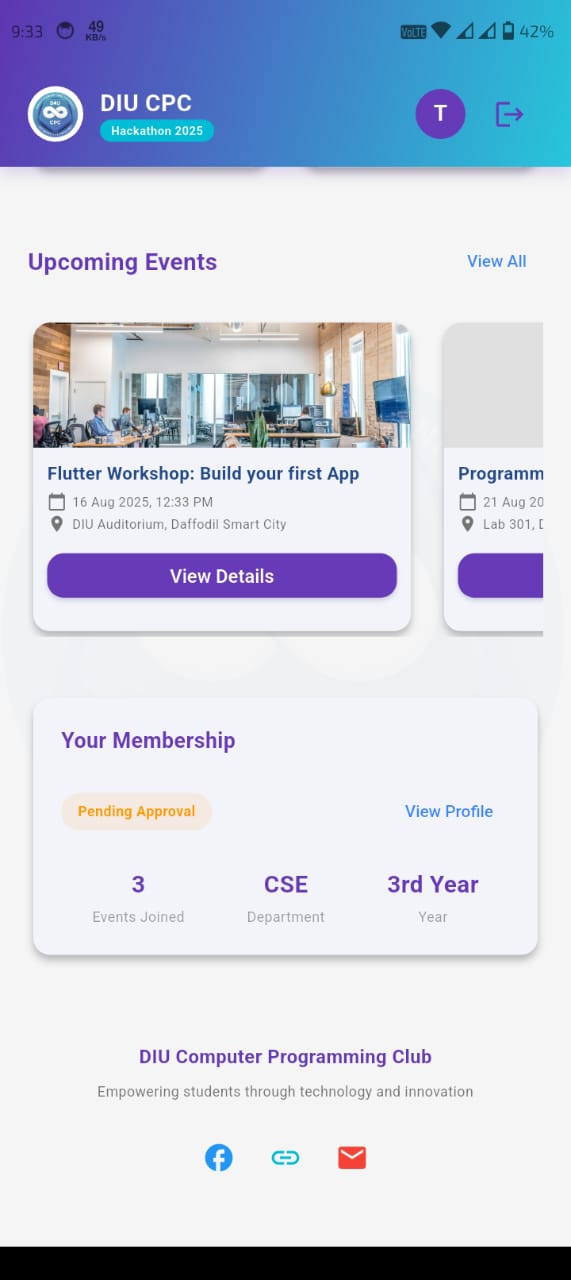 9:33 49 KB/s VoLTE 42%
DIU CPC
Hackathon 2025
T
DIU
CPC
Upcoming Events View All
Flutter Workshop: Build your first App
16 Aug 2025, 12:33 PM
DIU Auditorium, Daffodil Smart City
View Details
Programm
21 Aug 20
Lab 301, D
Your Membership
Pending Approval View Profile
3 CSE 3rd Year
Events Joined Department Year
DIU Computer Programming Club
Empowering students through technology and innovation